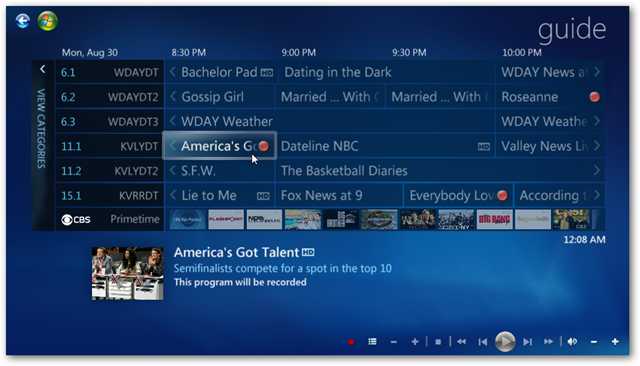 guide
Mon, Aug 30 8:30 PM 9:00 PM 9:30 PM 10:00 PM
VIEW CATEGORIES
6.1 WDAYDT Bachelor Pad HD Dating in the Dark WDAY News a
6.2 WDAYDT2 Gossip Girl Married ... With Married ... With Roseanne
6.3 WDAYDT3 WDAY Weather WDAY Weathe
11.1 KVLYDT America's G Dateline NBC HD Valley News Li
11.2 KVLYDT2 S.F.W. The Basketball Diaries
15.1 KVRRDT Lie to Me HD Fox News at 9 Everybody Lov According t
CBS Primetime FLASHPOINT BIG BANG
12:08 AM
America's Got Talent HD
Semifinalists compete for a spot in the top 10
This program will be recorded